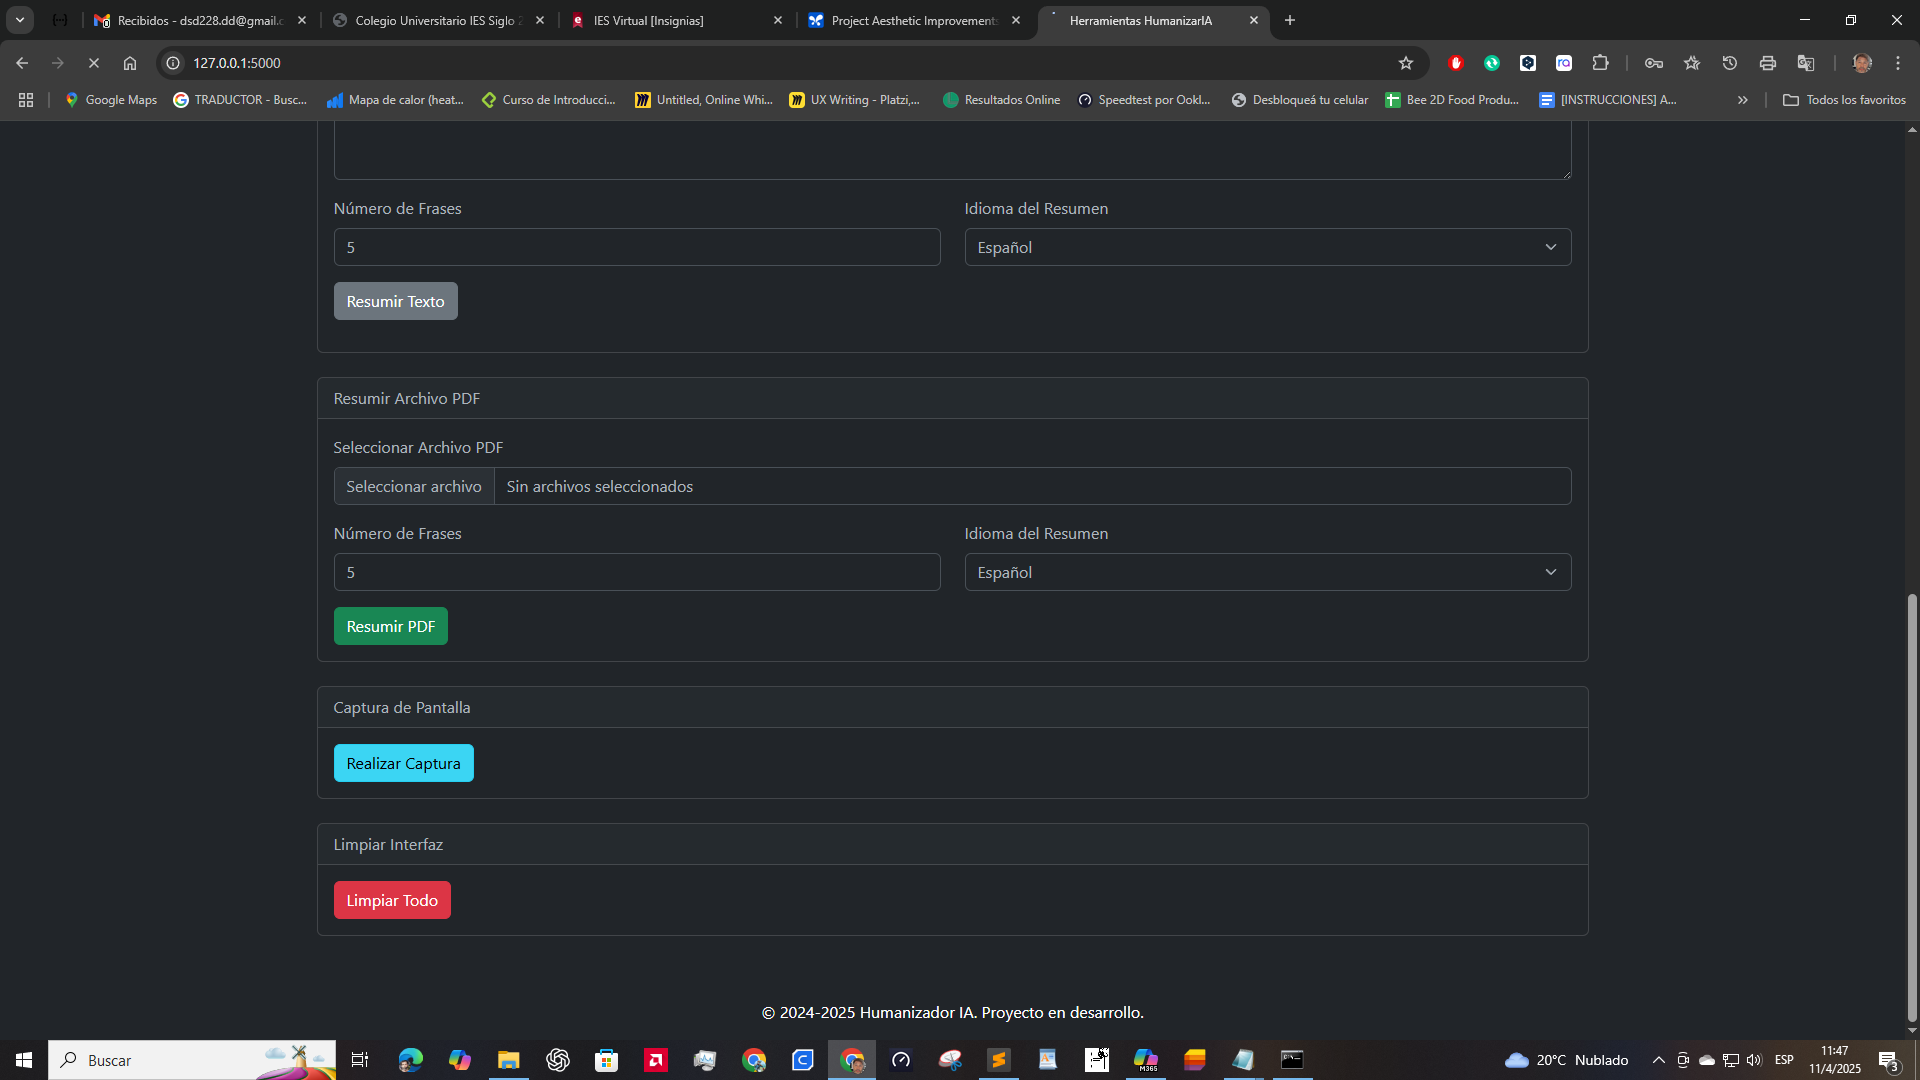 Recibidos - dsd228.dd@gmail.c
Colegio Universitario IES Siglo 2
IES Virtual [Insignias]
Project Aesthetic Improvements
Herramientas HumanizarIA
127.0.0.1:5000
Google Maps
TRADUCTOR - Busc...
Mapa de calor (heat...
Curso de Introducci...
Untitled, Online Whi...
UX Writing - Platzi,...
Resultados Online
Speedtest por Ookl...
Desbloqueá tu celular
Bee 2D Food Produ...
[INSTRUCCIONES] A...
Todos los favoritos
Número de Frases
Idioma del Resumen
5
Español
Resumir Texto
Resumir Archivo PDF
Seleccionar Archivo PDF
Seleccionar archivo Sin archivos seleccionados
Número de Frases
Idioma del Resumen
5
Español
Resumir PDF
Captura de Pantalla
Realizar Captura
Limpiar Interfaz
Limpiar Todo
© 2024-2025 Humanizador IA. Proyecto en desarrollo.
Buscar
M365
20°C Nublado
ESP
11:47
11/4/2025
3